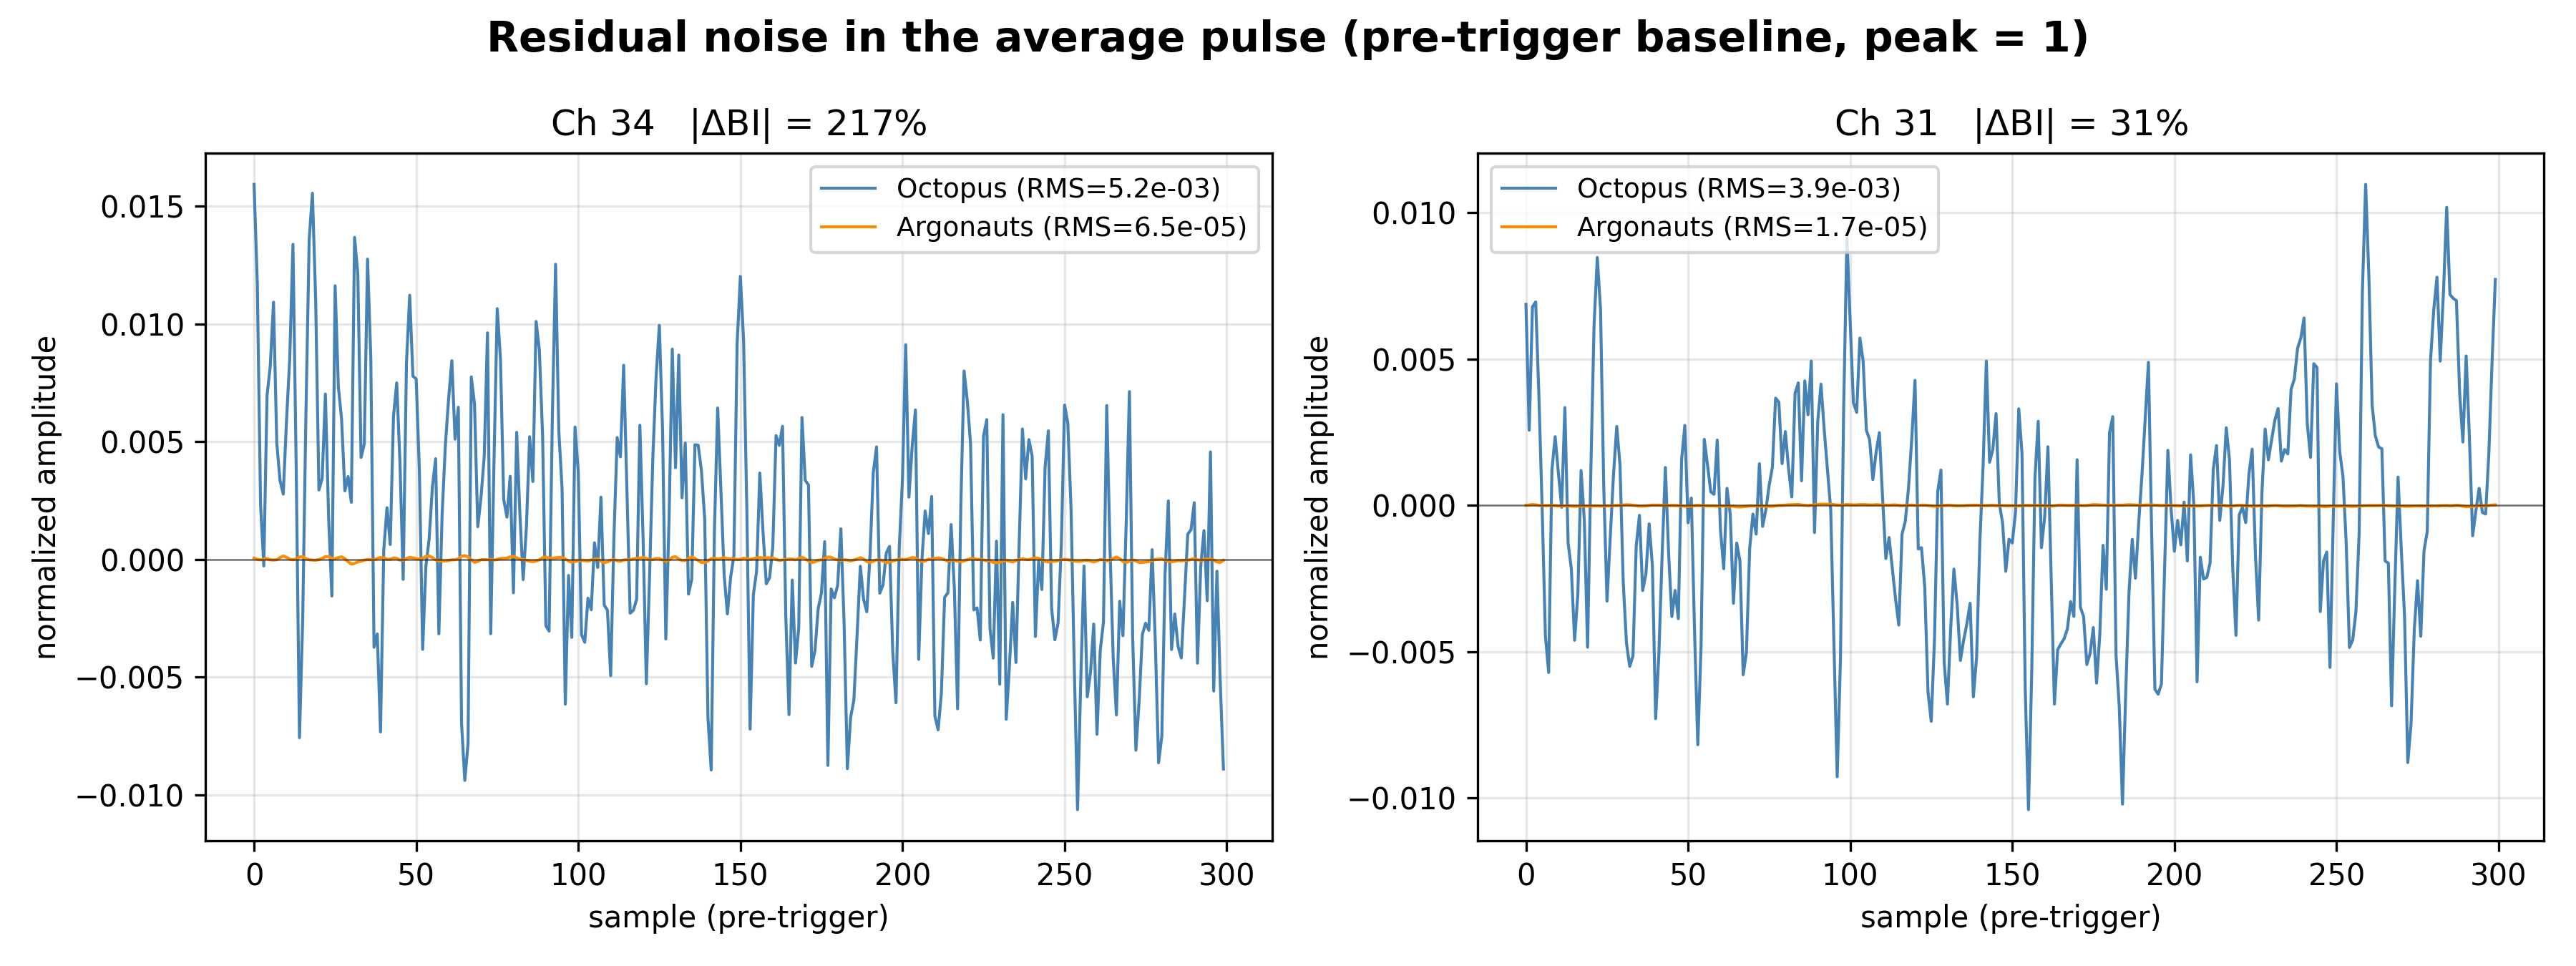 Residual noise in the average pulse (pre-trigger baseline, peak = 1)
Ch 34   |ΔBI| = 217%
Octopus (RMS=5.2e-03)
Argonauts (RMS=6.5e-05)
normalized amplitude
0.015
0.010
0.005
0.000
−0.005
−0.010
0
50
100
150
200
250
300
sample (pre-trigger)
Ch 31   |ΔBI| = 31%
Octopus (RMS=3.9e-03)
Argonauts (RMS=1.7e-05)
normalized amplitude
0.010
0.005
0.000
−0.005
−0.010
0
50
100
150
200
250
300
sample (pre-trigger)